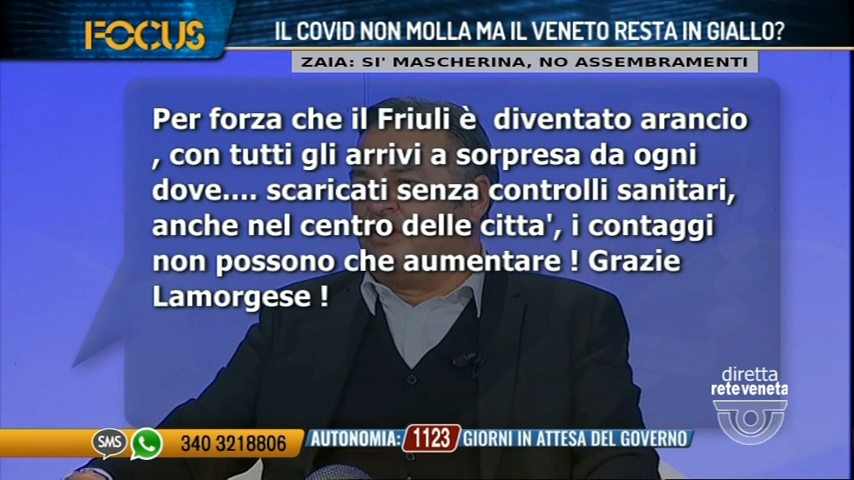 FOCUS
IL COVID NON MOLLA MA IL VENETO RESTA IN GIALLO?
ZAIA: SI' MASCHERINA, NO ASSEMBRAMENTI
Per forza che il Friuli è  diventato arancio
, con tutti gli arrivi a sorpresa da ogni
dove.... scaricati senza controlli sanitari,
anche nel centro delle citta', i contaggi
non possono che aumentare ! Grazie
Lamorgese !
diretta
reteveneta
SMS 340 3218806 AUTONOMIA: 1123 GIORNI IN ATTESA DEL GOVERNO